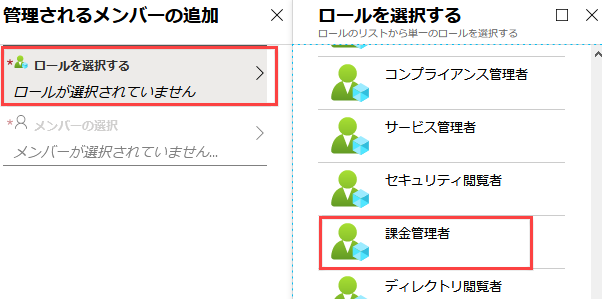 管理されるメンバーの追加
*ロールを選択する
ロールが選択されていません
*メンバーの選択
メンバーが選択されていません...
ロールを選択する
ロールのリストから単一のロールを選択する
コンプライアンス管理者
サービス管理者
セキュリティ閲覧者
課金管理者
ディレクトリ閲覧者